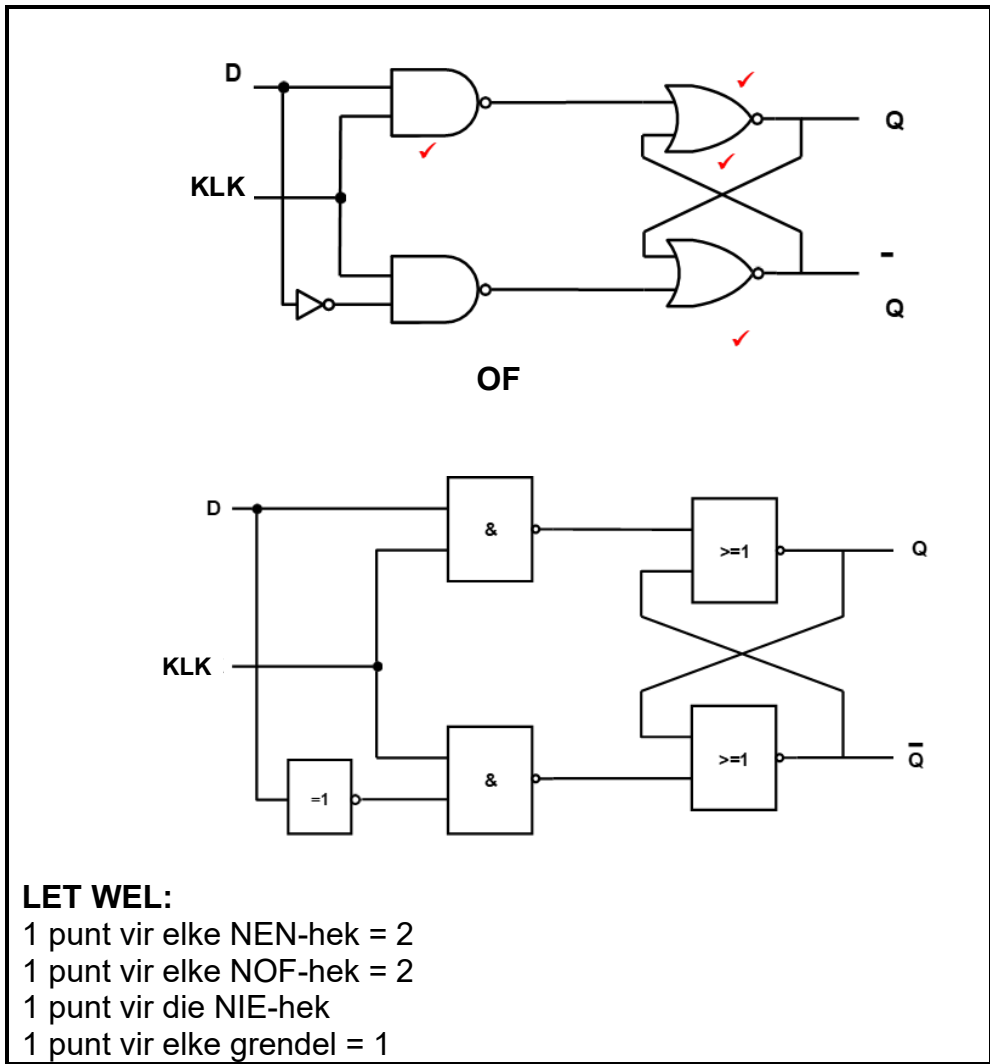 D
Q
KLK
-
Q
OF
D
&
>=1
Q
KLK
&
>=1
Q̅
=1
LET WEL:
1 punt vir elke NEN-hek = 2
1 punt vir elke NOF-hek = 2
1 punt vir die NIE-hek
1 punt vir elke grendel = 1